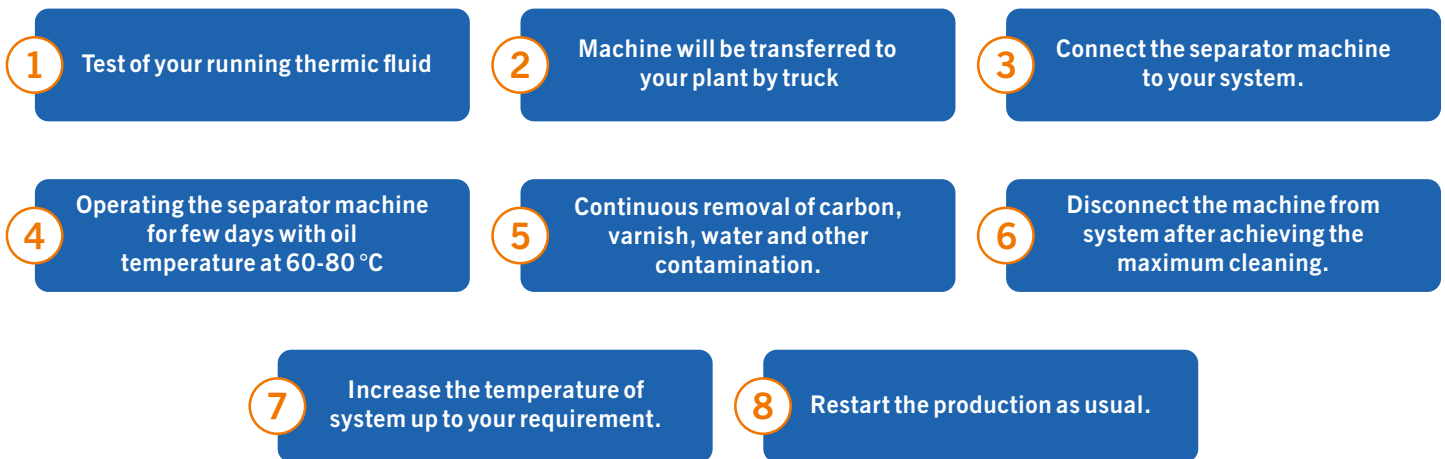 1
Test of your running thermic fluid
2
Machine will be transferred to
your plant by truck
3
Connect the separator machine
to your system.
4
Operating the separator machine
for few days with oil
temperature at 60-80 °C
5
Continuous removal of carbon,
varnish, water and other
contamination.
6
Disconnect the machine from
system after achieving the
maximum cleaning.
7
Increase the temperature of
system up to your requirement.
8
Restart the production as usual.